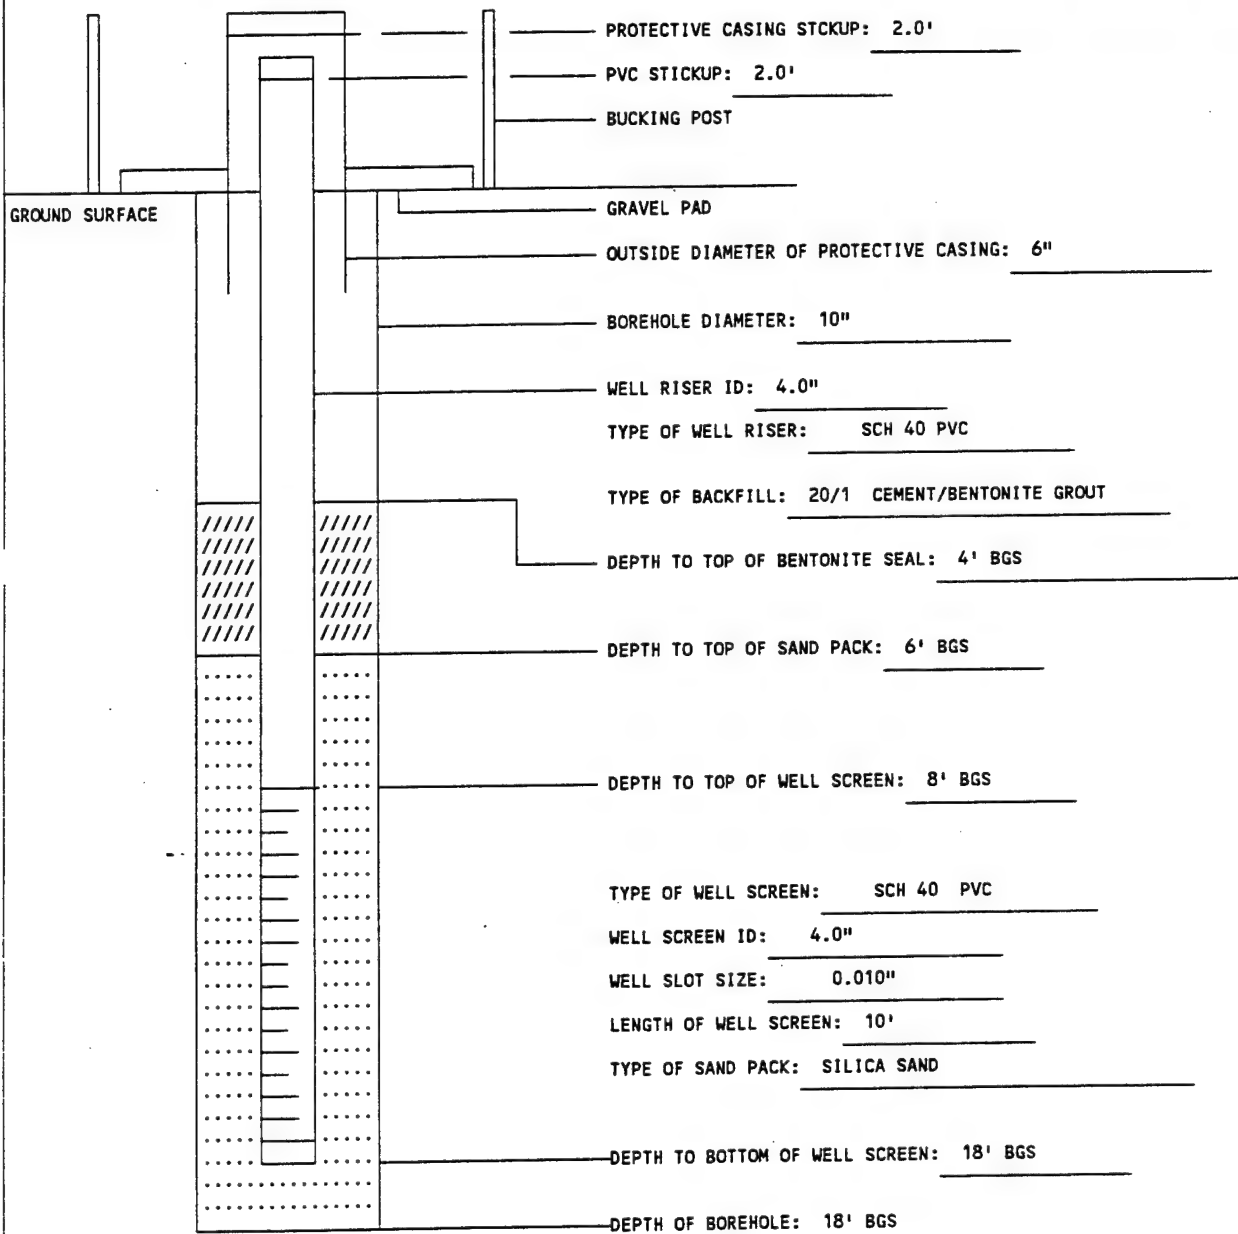 PROTECTIVE CASING STCKUP: 2.0'
PVC STICKUP: 2.0'
BUCKING POST
GROUND SURFACE
GRAVEL PAD
OUTSIDE DIAMETER OF PROTECTIVE CASING: 6"
BOREHOLE DIAMETER: 10"
WELL RISER ID: 4.0"
TYPE OF WELL RISER: SCH 40 PVC
TYPE OF BACKFILL: 20/1 CEMENT/BENTONITE GROUT
DEPTH TO TOP OF BENTONITE SEAL: 4' BGS
DEPTH TO TOP OF SAND PACK: 6' BGS
DEPTH TO TOP OF WELL SCREEN: 8' BGS
TYPE OF WELL SCREEN: SCH 40 PVC
WELL SCREEN ID: 4.0"
WELL SLOT SIZE: 0.010"
LENGTH OF WELL SCREEN: 10'
TYPE OF SAND PACK: SILICA SAND
DEPTH TO BOTTOM OF WELL SCREEN: 18' BGS
DEPTH OF BOREHOLE: 18' BGS